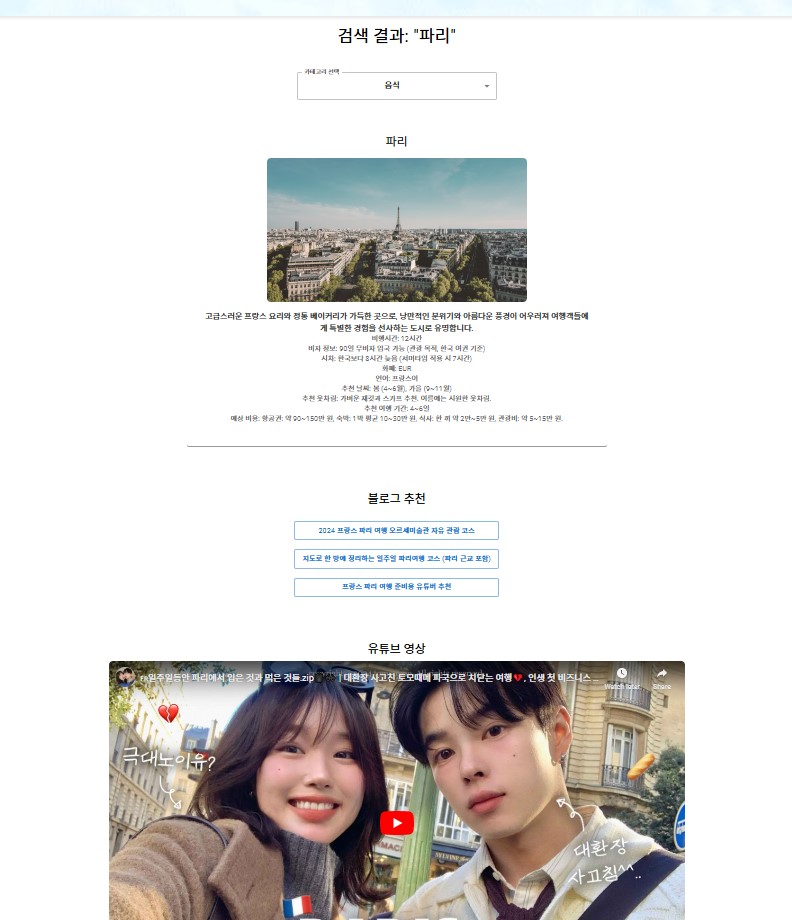 검색 결과: "파리"
카테고리 선택
음식
파리
고급스러운 프랑스 요리와 정통 베이커리가 가득한 곳으로, 낭만적인 분위기와 아름다운 풍경이 어우러져 여행객들에
게 특별한 경험을 선사하는 도시로 유명합니다.
비행시간: 12시간
비자 정보: 90일 무비자 입국 가능 (관광 목적, 한국 여권 기준)
시차: 한국보다 8시간 늦음 (서머타임 적용 시 7시간)
화폐: EUR
언어: 프랑스어
추천 날짜: 봄 (4~6월), 가을 (9~11월)
추천 옷차림: 가벼운 재킷과 스카프 추천. 여름에는 시원한 옷차림.
추천 여행 기간: 4~6일
예상 비용: 항공권: 약 90~150만 원, 숙박: 1박 평균 10~30만 원, 식사: 한 끼 약 2만~5만 원, 관광비: 약 5~15만 원.
블로그 추천
2024 프랑스 파리 여행 오르세미술관 자유 관람 코스
지도로 한 방에 정리하는 일주일 파리여행 코스 (파리 근교 포함)
프랑스 파리 여행 준비용 유튜버 추천
유튜브 영상
일주일동안 파리에서 입은 것과 먹은 것들.zip | 대환장 사고친 토모때매 파국으로 치닫는 여행💔, 인생 첫 비즈니스 ...
Watch later
Share
극대노이유?
대환장
사고침^^..